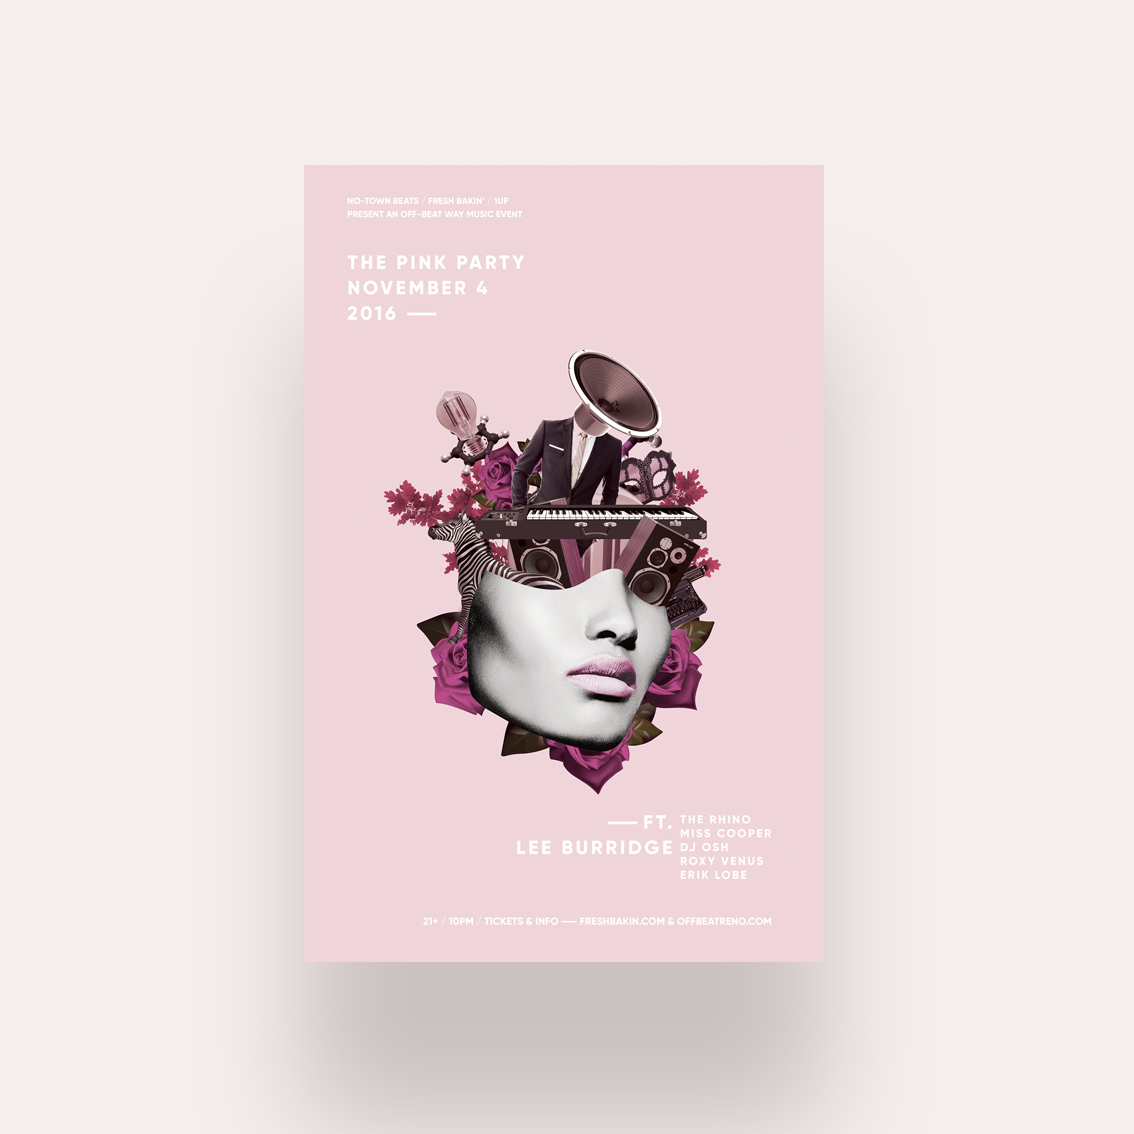 NO-TOWN BEATS / FRESH BAKIN' / 1UP
PRESENT AN OFF-BEAT WAY MUSIC EVENT
THE PINK PARTY
NOVEMBER 4
2016 —
— FT.
LEE BURRIDGE
THE RHINO
MISS COOPER
DJ OSH
ROXY VENUS
ERIK LOBE
21+ / 10PM / TICKETS & INFO — FRESHBAKIN.COM & OFFBEATRENO.COM